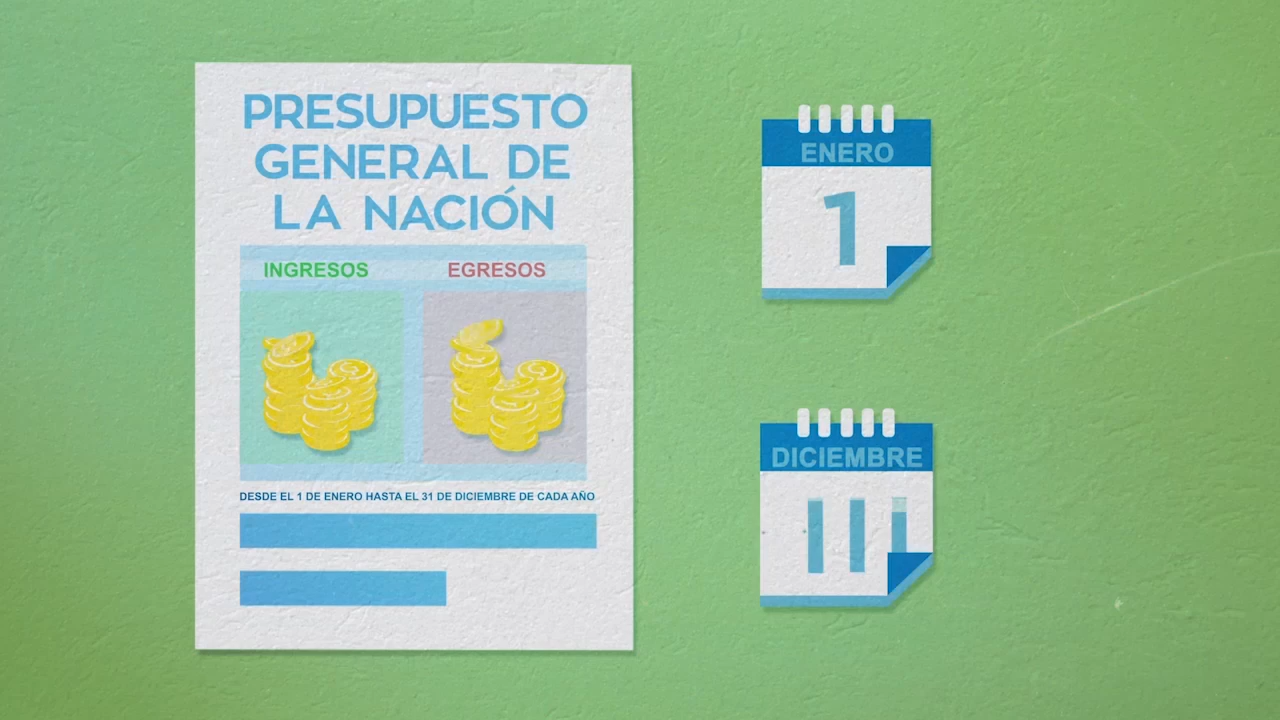 PRESUPUESTO
GENERAL DE
LA NACIÓN
INGRESOS
EGRESOS
DESDE EL 1 DE ENERO HASTA EL 31 DE DICIEMBRE DE CADA AÑO
ENERO
1
DICIEMBRE